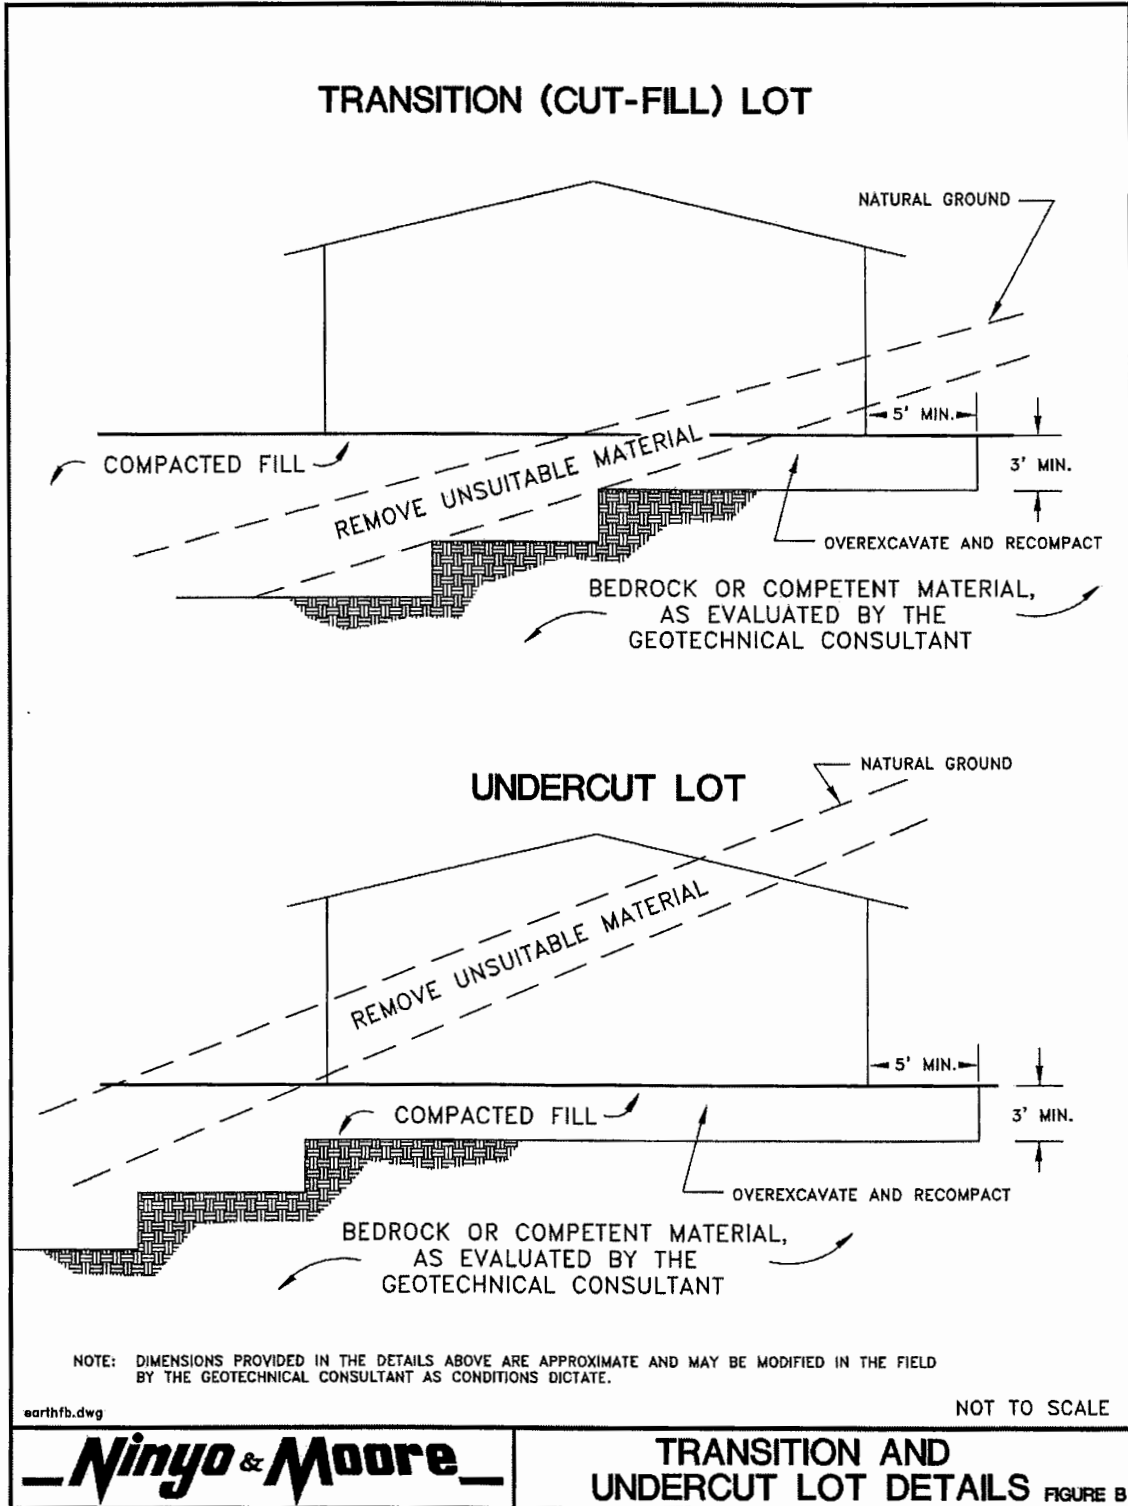 TRANSITION (CUT-FILL) LOT
NATURAL GROUND
5' MIN.
COMPACTED FILL
REMOVE UNSUITABLE MATERIAL
3' MIN.
OVEREXCAVATE AND RECOMPACT
BEDROCK OR COMPETENT MATERIAL,
AS EVALUATED BY THE
GEOTECHNICAL CONSULTANT
UNDERCUT LOT
NATURAL GROUND
REMOVE UNSUITABLE MATERIAL
5' MIN.
COMPACTED FILL
3' MIN.
OVEREXCAVATE AND RECOMPACT
BEDROCK OR COMPETENT MATERIAL,
AS EVALUATED BY THE
GEOTECHNICAL CONSULTANT
NOTE: DIMENSIONS PROVIDED IN THE DETAILS ABOVE ARE APPROXIMATE AND MAY BE MODIFIED IN THE FIELD
BY THE GEOTECHNICAL CONSULTANT AS CONDITIONS DICTATE.
earthfb.dwg
NOT TO SCALE
Ninyo & Moore
TRANSITION AND
UNDERCUT LOT DETAILS FIGURE B